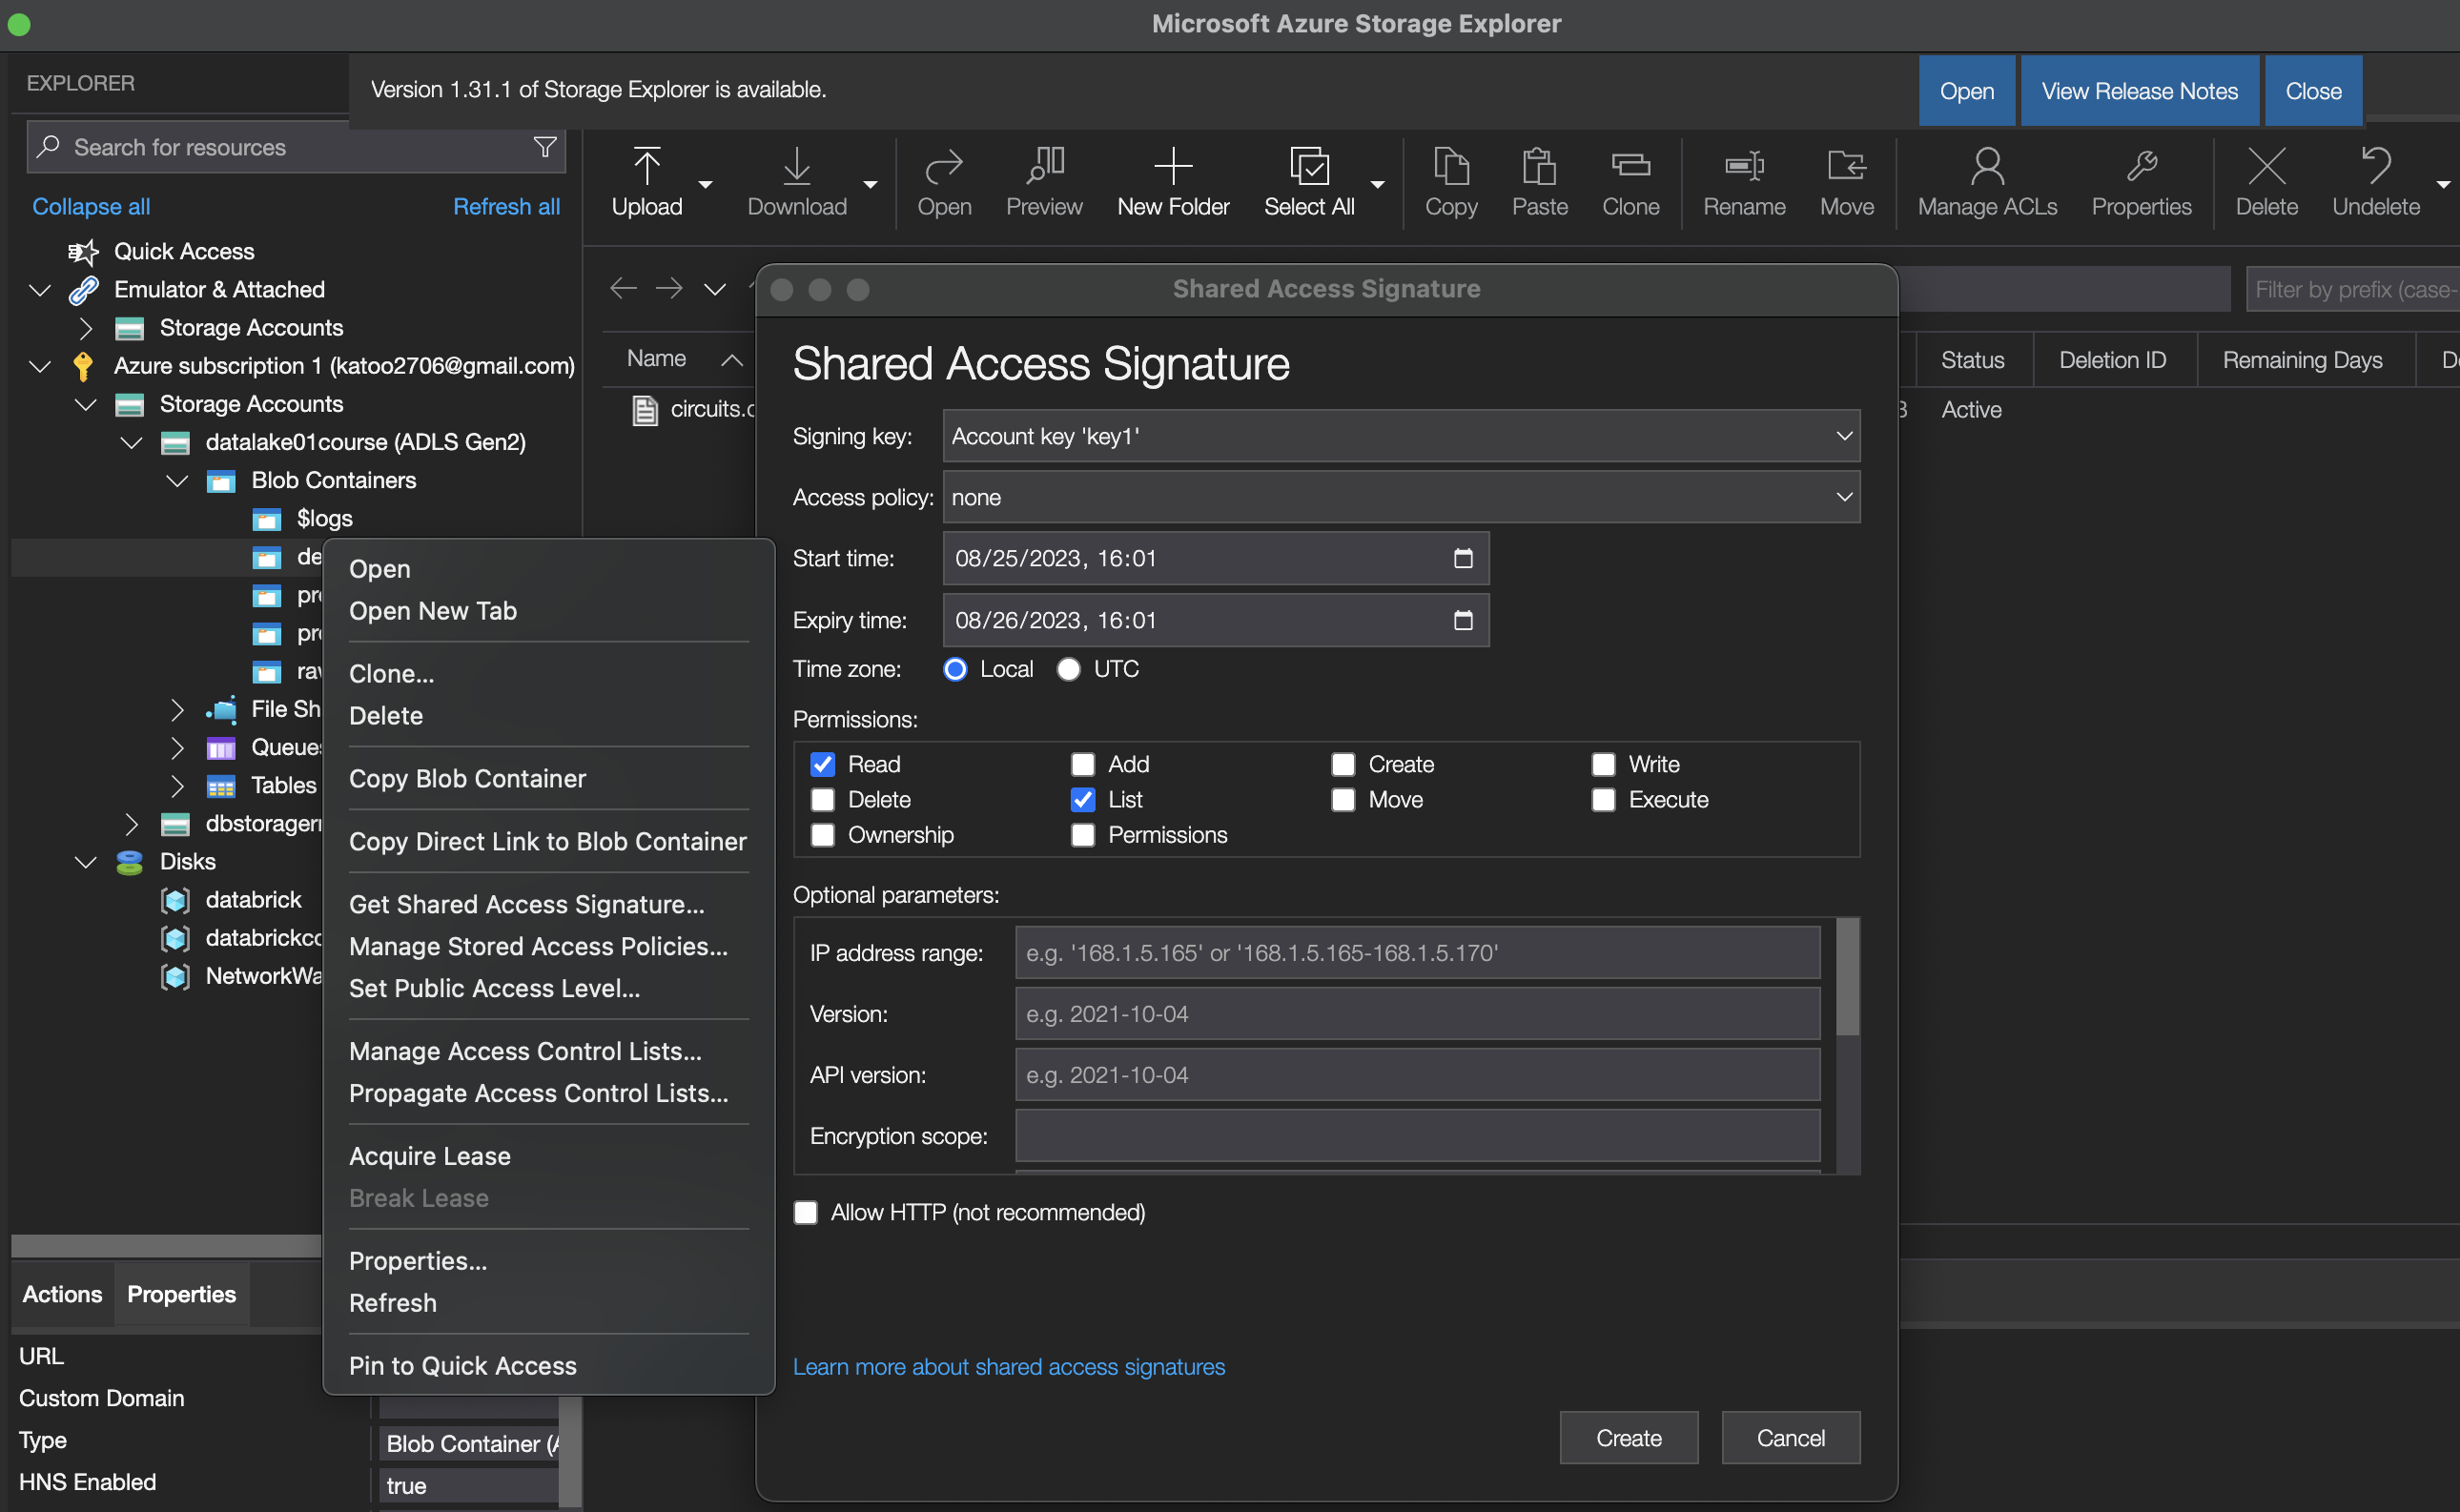 Microsoft Azure Storage Explorer
EXPLORER
Version 1.31.1 of Storage Explorer is available.
Open
View Release Notes
Close
Search for resources
Collapse all
Refresh all
Upload
Download
Open
Preview
New Folder
Select All
Copy
Paste
Clone
Rename
Move
Manage ACLs
Properties
Delete
Undelete
Quick Access
Emulator & Attached
Storage Accounts
Azure subscription 1 (katoo2706@gmail.com)
Storage Accounts
datalake01course (ADLS Gen2)
Blob Containers
$logs
de
pr
pr
ra
File Sh
Queue
Tables
dbstorager
Disks
databrick
databrickc
NetworkWa
Actions
Properties
URL
Custom Domain
Type
Blob Container (
HNS Enabled
true
Open
Open New Tab
Clone...
Delete
Copy Blob Container
Copy Direct Link to Blob Container
Get Shared Access Signature...
Manage Stored Access Policies...
Set Public Access Level...
Manage Access Control Lists...
Propagate Access Control Lists...
Acquire Lease
Break Lease
Properties...
Refresh
Pin to Quick Access
Filter by prefix (case-
Name
Status
Deletion ID
Remaining Days
circuits.
Active
Shared Access Signature
Shared Access Signature
Signing key:
Account key 'key1'
Access policy:
none
Start time:
08/25/2023, 16:01
Expiry time:
08/26/2023, 16:01
Time zone:
Local
UTC
Permissions:
Read
Add
Create
Write
Delete
List
Move
Execute
Ownership
Permissions
Optional parameters:
IP address range:
e.g. '168.1.5.165' or '168.1.5.165-168.1.5.170'
Version:
e.g. 2021-10-04
API version:
e.g. 2021-10-04
Encryption scope:
Allow HTTP (not recommended)
Learn more about shared access signatures
Create
Cancel